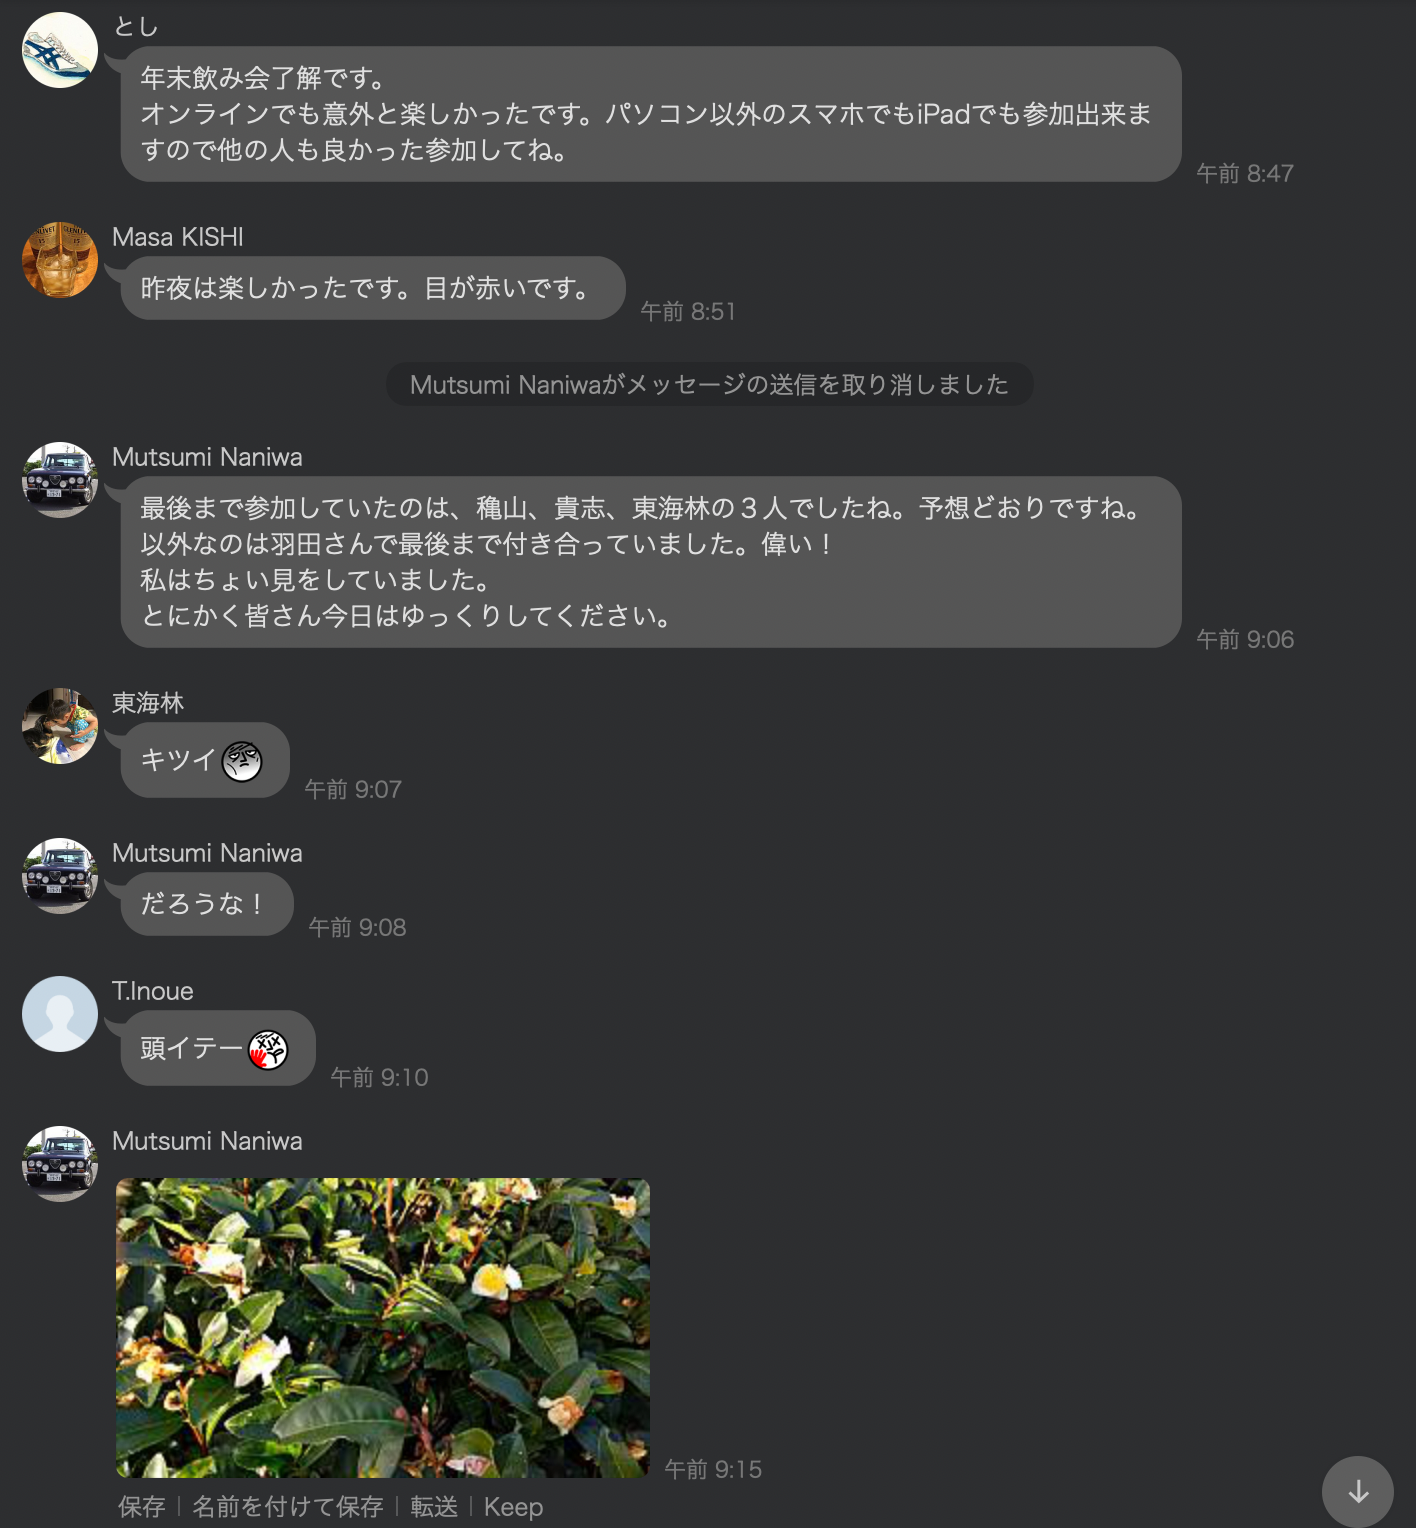 とし
年末飲み会了解です。
オンラインでも意外と楽しかったです。パソコン以外のスマホでもiPadでも参加出来ま
すので他の人も良かった参加してね。
午前 8:47
Masa KISHI
昨夜は楽しかったです。目が赤いです。
午前 8:51
Mutsumi Naniwaがメッセージの送信を取り消しました
Mutsumi Naniwa
最後まで参加していたのは、穐山、貴志、東海林の３人でしたね。予想どおりですね。
以外なのは羽田さんで最後まで付き合っていました。偉い！
私はちょい見をしていました。
とにかく皆さん今日はゆっくりしてください。
午前 9:06
東海林
キツイ
午前 9:07
Mutsumi Naniwa
だろうな！
午前 9:08
T.Inoue
頭イテー
午前 9:10
Mutsumi Naniwa
午前 9:15
保存 | 名前を付けて保存 | 転送 | Keep